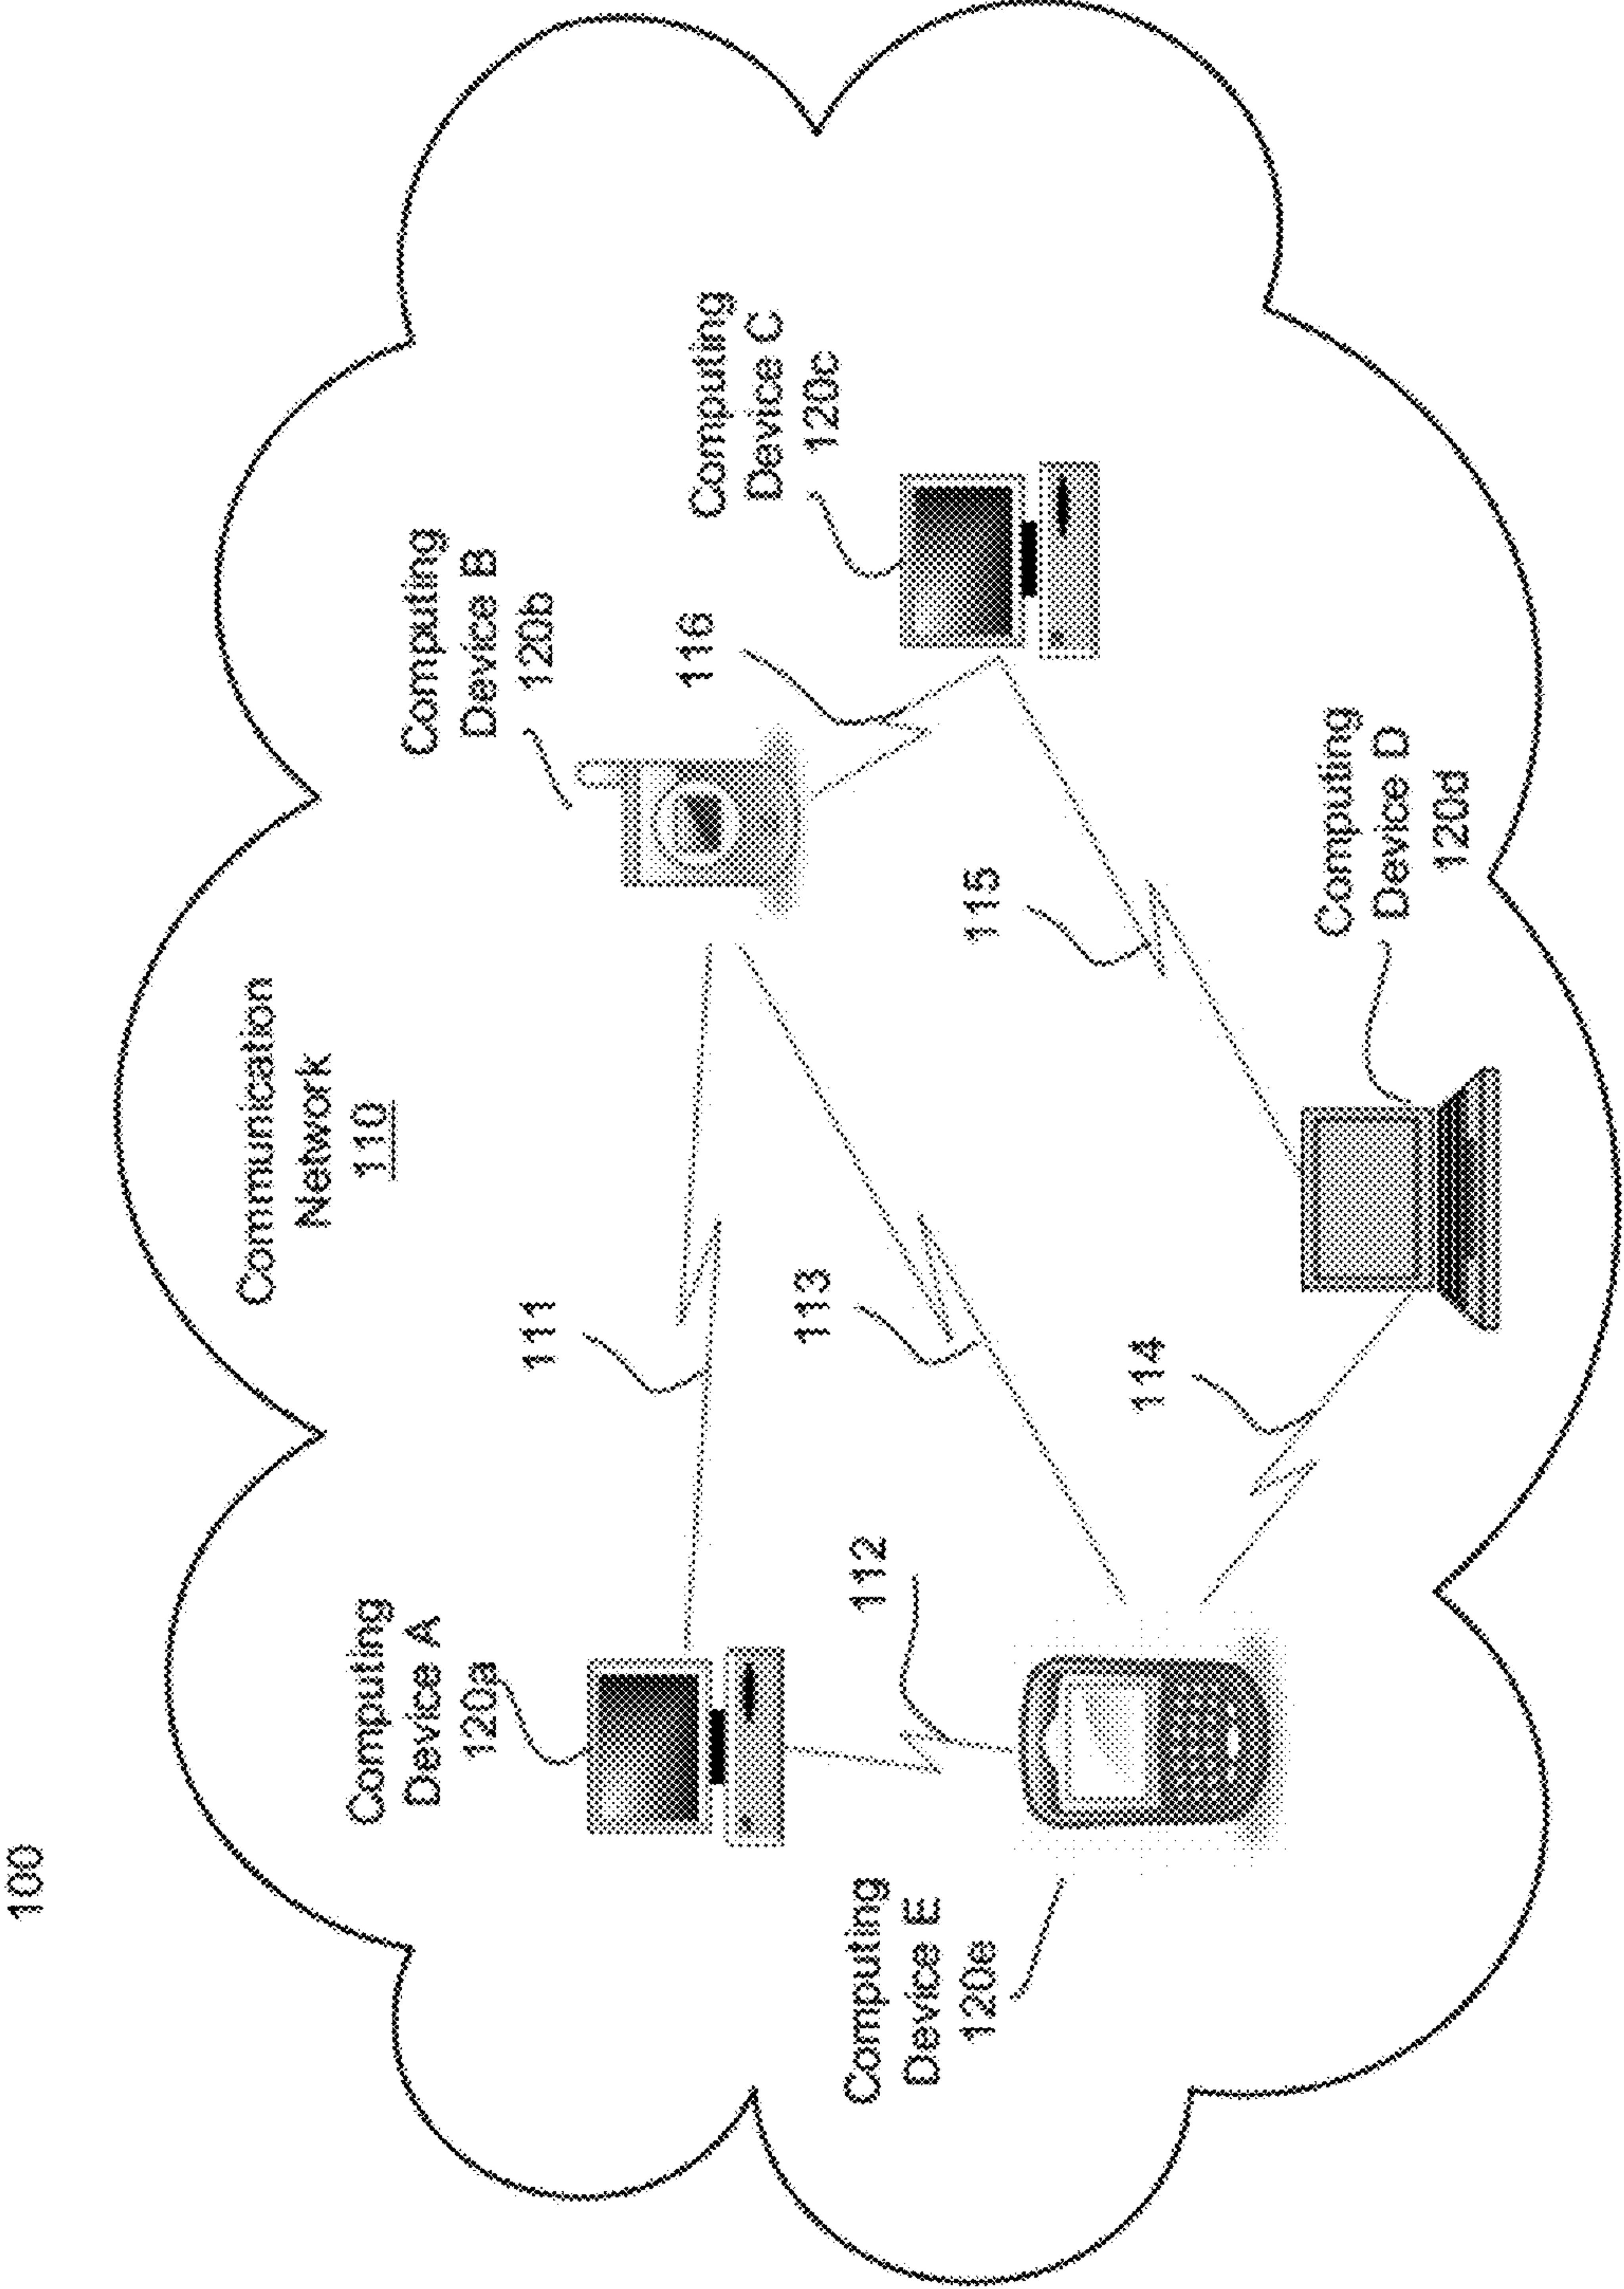 100
Communication
Network
110
Computing
Device A
120a
Computing
Device B
120b
Computing
Device C
120c
111
116
113
112
115
114
Computing
Device E
120e
Computing
Device D
120d